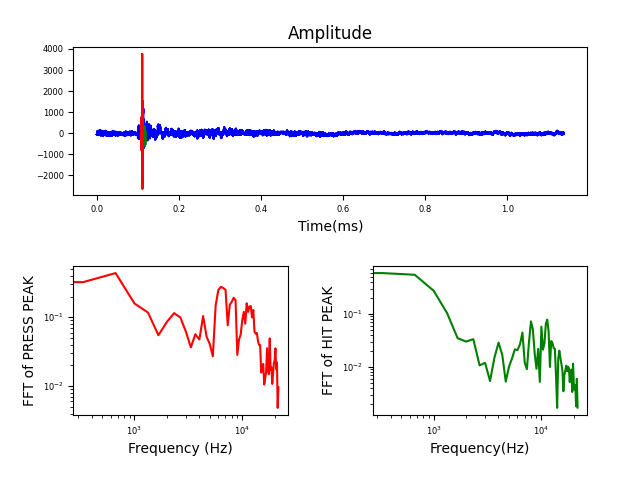 Amplitude
4000
3000
2000
1000
0
−1000
−2000
0.0 0.2 0.4 0.6 0.8 1.0
Time(ms)
FFT of PRESS PEAK
10⁻¹
10⁻²
10³ 10⁴
Frequency (Hz)
FFT of HIT PEAK
10⁻¹
10⁻²
10³ 10⁴
Frequency(Hz)